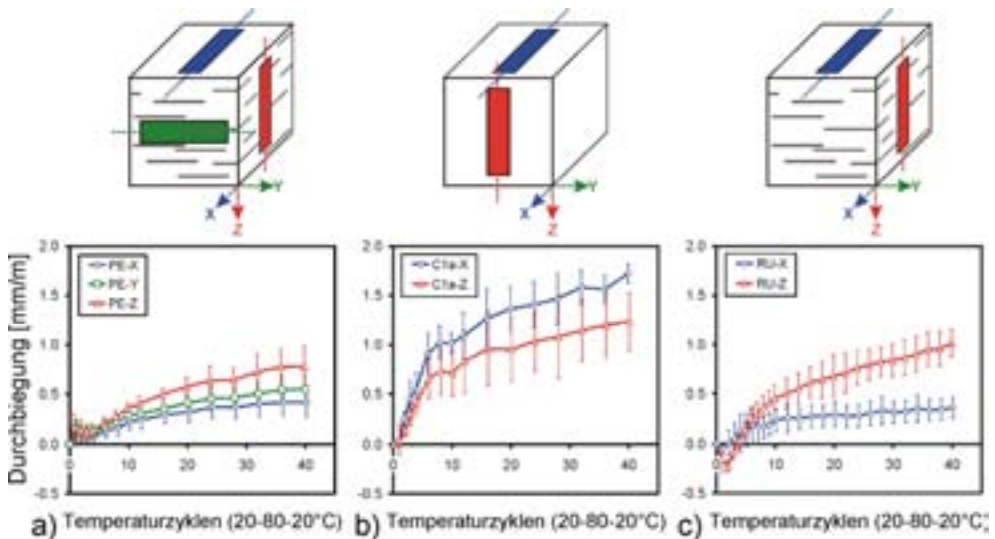 X Y Z
X Y Z
X Y Z
Durchbiegung [mm/m]
2.0
1.5
1.0
0.5
0.0
-0.5
0 10 20 30 40
PE-X
PE-Y
PE-Z
a) Temperaturzyklen (20-80-20°C)
2.0
1.5
1.0
0.5
0.0
-0.5
0 10 20 30 40
C1a-X
C1a-Z
b) Temperaturzyklen (20-80-20°C)
2.0
1.5
1.0
0.5
0.0
-0.5
0 10 20 30 40
RU-X
RU-Z
c) Temperaturzyklen (20-80-20°C)